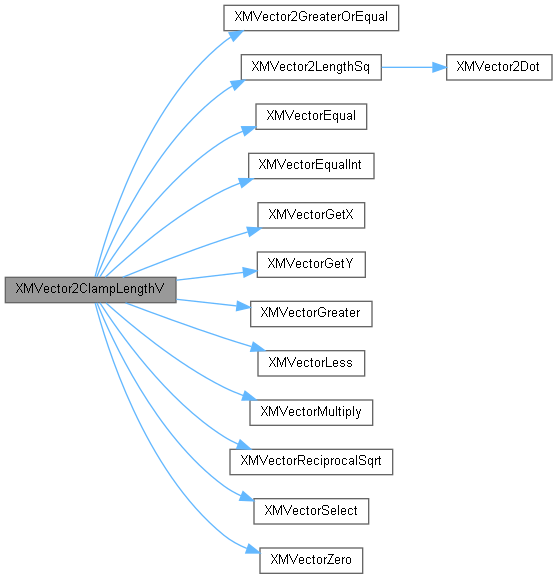 XMVector2GreaterOrEqual
XMVector2LengthSq
XMVector2Dot
XMVectorEqual
XMVectorEqualInt
XMVectorGetX
XMVectorGetY
XMVector2ClampLengthV
XMVectorGreater
XMVectorLess
XMVectorMultiply
XMVectorReciprocalSqrt
XMVectorSelect
XMVectorZero